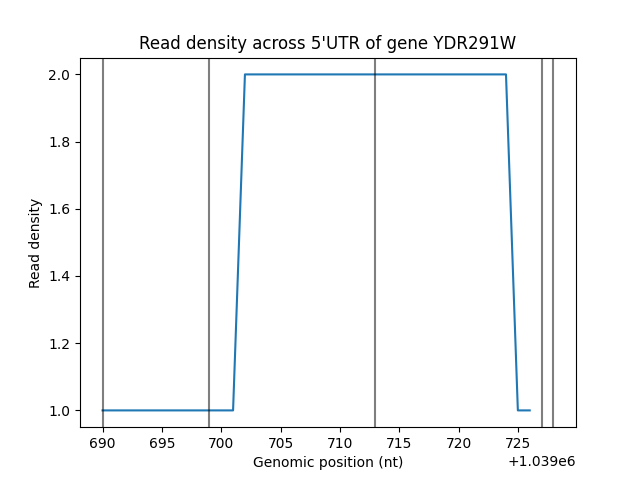 Read density across 5'UTR of gene YDR291W
Read density
2.0
1.8
1.6
1.4
1.2
1.0
690 695 700 705 710 715 720 725
Genomic position (nt)
+1.039e6